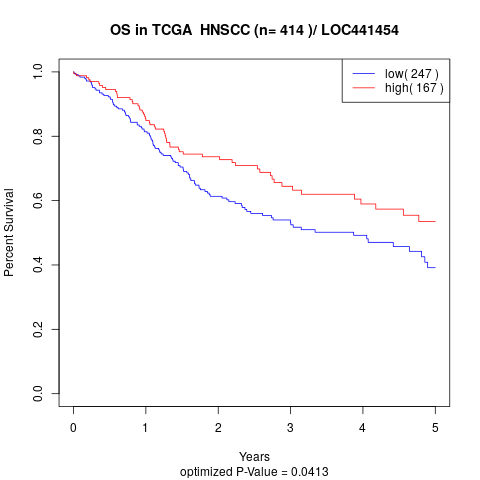 OS in TCGA  HNSCC (n= 414 )/ LOC441454
low( 247 )
high( 167 )
Percent Survival
1.0
0.8
0.6
0.4
0.2
0.0
0 1 2 3 4 5
Years
optimized P-Value = 0.0413